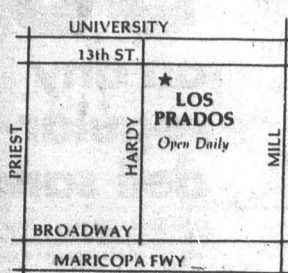 UNIVERSITY
13th ST.
LOS
PRADOS
Open Daily
PRIEST
HARDY
MILL
BROADWAY
MARICOPA FWY